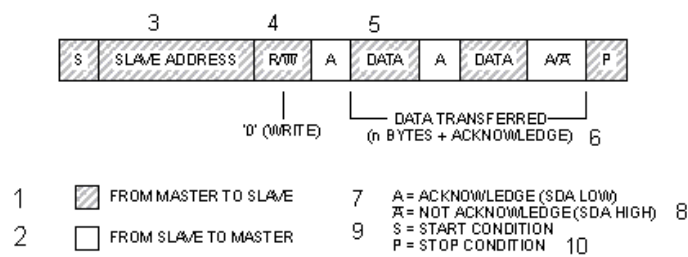 3 4 5
S SLAVE ADDRESS R/W̅ A DATA A DATA A/A̅ P
'0' (WRITE) DATA TRANSFERRED
(n BYTES + ACKNOWLEDGE) 6
1 FROM MASTER TO SLAVE
2 FROM SLAVE TO MASTER
7 A = ACKNOWLEDGE (SDA LOW)
A̅ = NOT ACKNOWLEDGE (SDA HIGH) 8
9 S = START CONDITION
P = STOP CONDITION 10